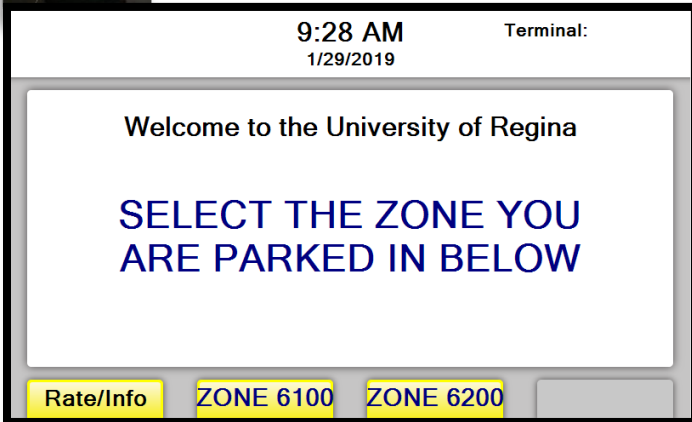 9:28 AM Terminal:
1/29/2019
Welcome to the University of Regina
SELECT THE ZONE YOU
ARE PARKED IN BELOW
Rate/Info ZONE 6100 ZONE 6200